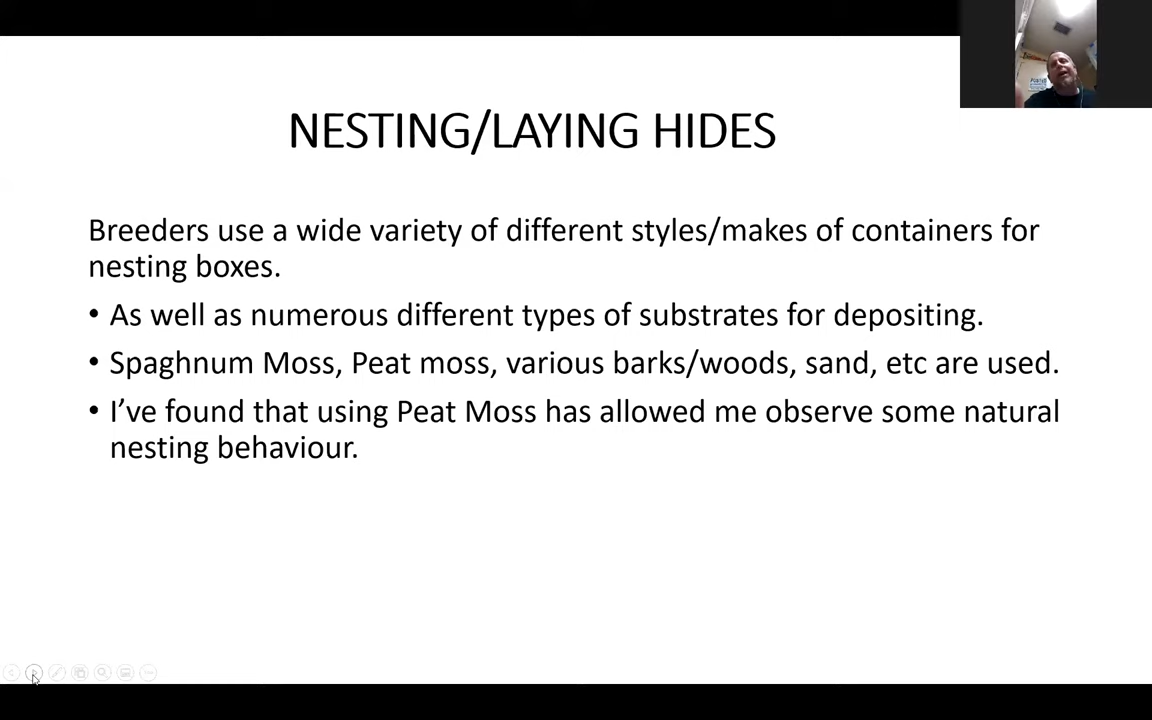 NESTING/LAYING HIDES
Breeders use a wide variety of different styles/makes of containers for
nesting boxes.
• As well as numerous different types of substrates for depositing.
• Spaghnum Moss, Peat moss, various barks/woods, sand, etc are used.
• I’ve found that using Peat Moss has allowed me observe some natural
nesting behaviour.